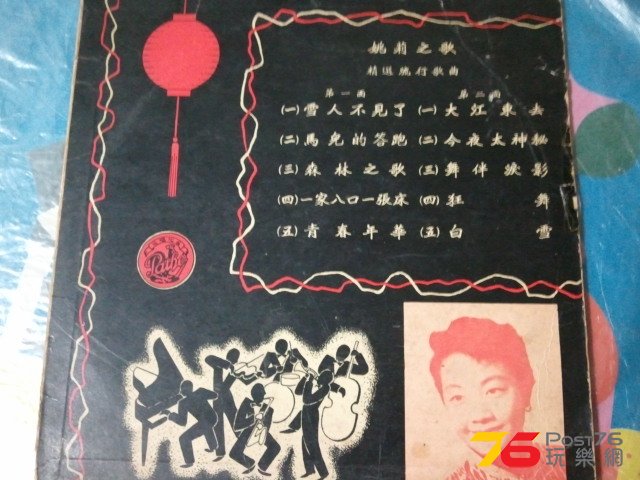 姚莉之歌
精選流行歌曲
第一面 第二面
(一)雪人不見了 (一)大江東去
(二)馬兒的答跑 (二)今夜太神秘
(三)森林之歌 (三)舞伴淚影
(四)一家八口一張床 (四)狂舞
(五)青春年華 (五)白雪
Pathé
76 Post76
玩樂網